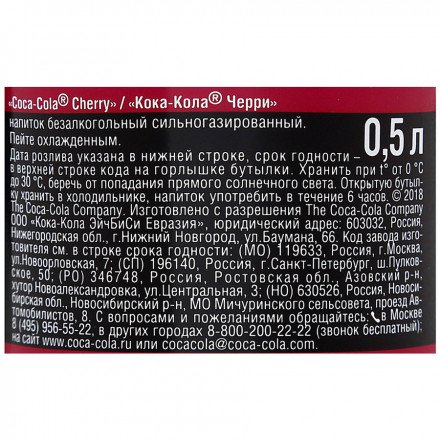 «Coca-Cola® Cherry» / «Кока-Кола® Черри»
напиток безалкогольный сильногазированный.
Пейте охлажденным.
0,5 л
Дата розлива указана в нижней строке, срок годности –
в верхней строке кода на горлышке бутылки. Хранить при t° от 0°С
до 30°С, беречь от попадания прямого солнечного света. Открытую бутыл-
ку хранить в холодильнике, напиток употребить в течение 6 часов. © 2018
The Coca-Cola Company. Изготовлено с разрешения The Coca-Cola Company
ООО «Кока-Кола ЭйчБиСи Евразия», юридический адрес: 603032, Россия,
Нижегородская обл., г.Нижний Новгород, ул.Баумана, 66. Код завода изго-
товителя см. в строке срока годности: (МО) 119633, Россия, г.Москва,
ул.Новоорловская, 7; (СП) 196140, Россия, г.Санкт-Петербург, ш.Пулков-
ское, 50; (РО) 346748, Россия, Ростовская обл., Азовский р-н,
хутор Новоалександровка, ул.Центральная, 3; (НО) 630526, Россия, Новоси-
бирская обл., Новосибирский р-н, МО Мичуринского сельсовета, проезд Ав-
томобилистов, 8. С вопросами и пожеланиями обращайтесь: в Москве
8 (495) 956-55-22, в других городах 8-800-200-22-22 (звонок бесплатный);
на сайт www.coca-cola.ru или cocacola@coca-cola.com